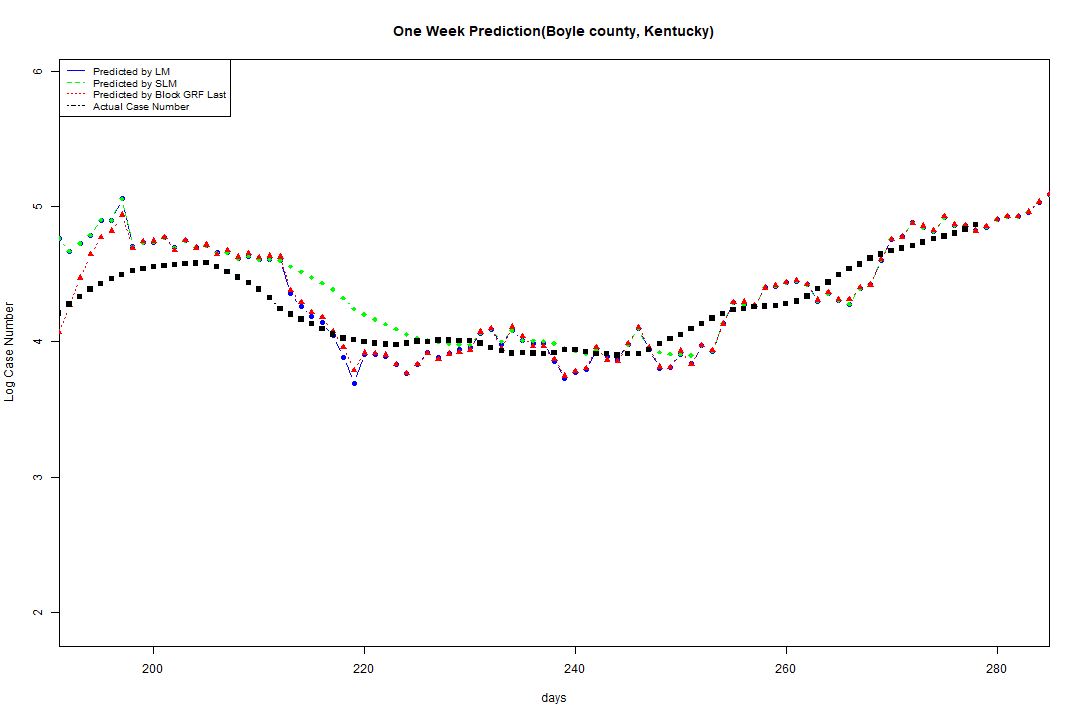 One Week Prediction(Boyle county, Kentucky)
Predicted by LM
Predicted by SLM
Predicted by Block GRF Last
Actual Case Number
6
5
4
3
2
Log Case Number
200
220
240
260
280
days